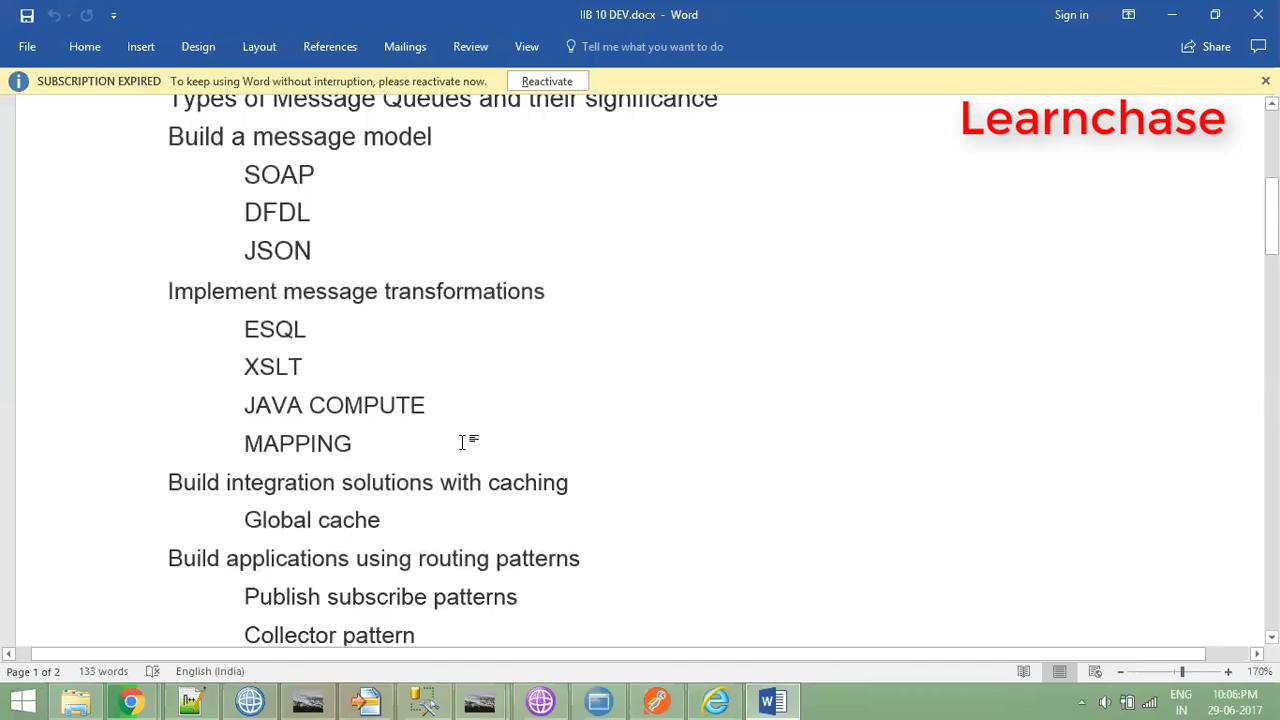 IIB 10 DEV.docx - Word
Sign in
File Home Insert Design Layout References Mailings Review View Tell me what you want to do Share
SUBSCRIPTION EXPIRED To keep using Word without interruption, please reactivate now. Reactivate
Types of Message Queues and their significance
Learnchase
Build a message model
SOAP
DFDL
JSON
Implement message transformations
ESQL
XSLT
JAVA COMPUTE
MAPPING
Build integration solutions with caching
Global cache
Build applications using routing patterns
Publish subscribe patterns
Collector pattern
Page 1 of 2 133 words English (India) 170%
ENG 10:06 PM
IN 29-06-2017